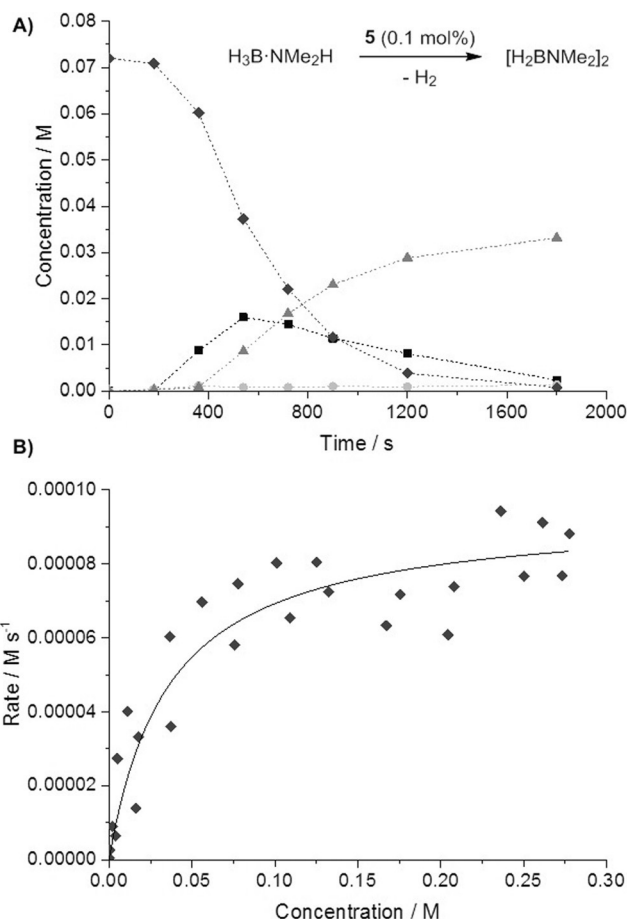 A)
0.08
0.07
0.06
0.05
0.04
0.03
0.02
0.01
0.00
Concentration / M
H₃B·NMe₂H
5 (0.1 mol%)
- H₂
[H₂BNMe₂]₂
0 400 800 1200 1600 2000
Time / s
B)
0.00010
0.00008
0.00006
0.00004
0.00002
0.00000
Rate / M s⁻¹
0.00 0.05 0.10 0.15 0.20 0.25 0.30
Concentration / M